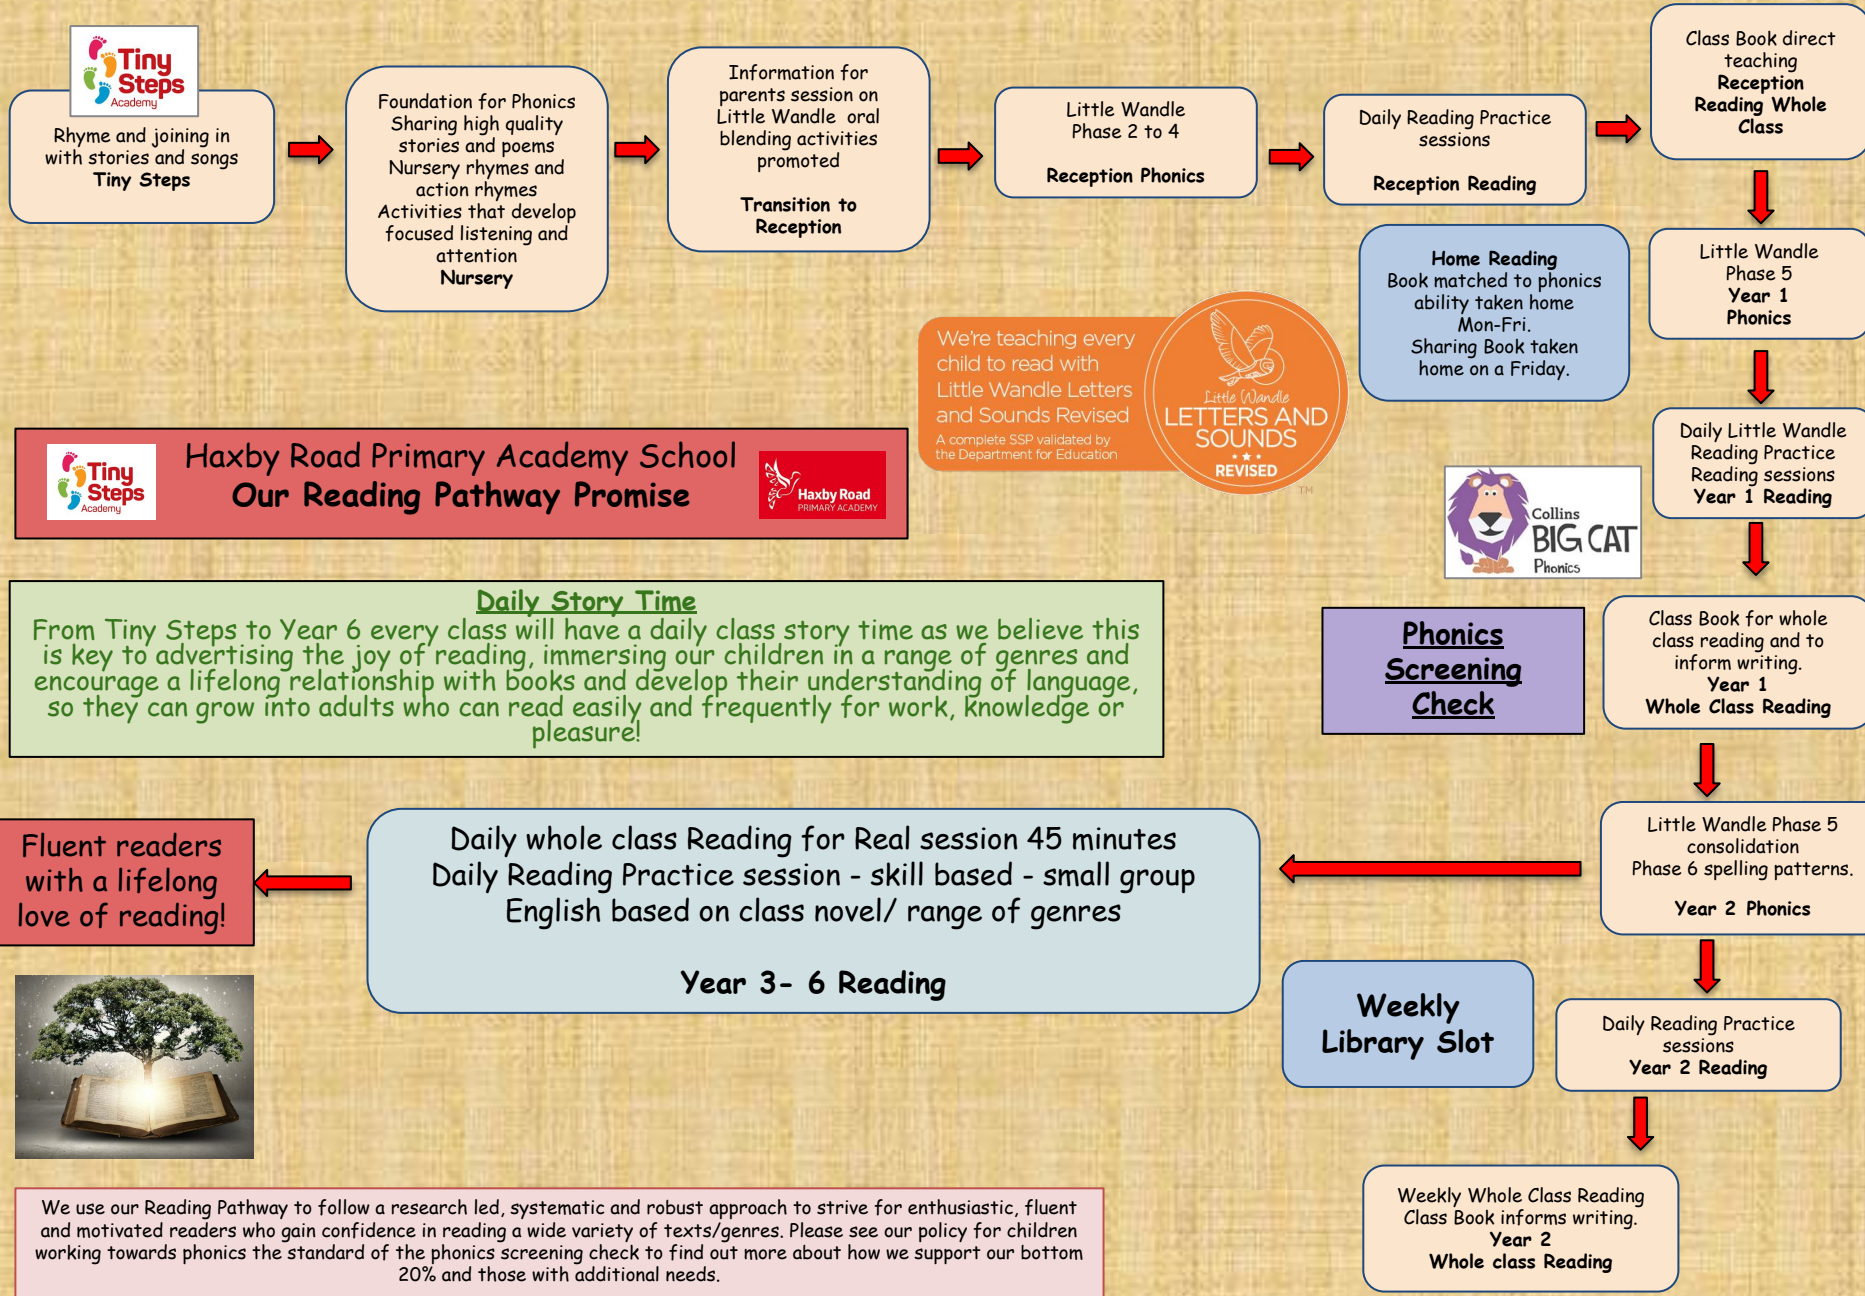 Tiny
Steps
Academy
Rhyme and joining in
with stories and songs
Tiny Steps
Foundation for Phonics
Sharing high quality
stories and poems
Nursery rhymes and
action rhymes
Activities that develop
focused listening and
attention
Nursery
Information for
parents session on
Little Wandle oral
blending activities
promoted
Transition to
Reception
Little Wandle
Phase 2 to 4
Reception Phonics
Daily Reading Practice
sessions
Reception Reading
Class Book direct
teaching
Reception
Reading Whole
Class
Home Reading
Book matched to phonics
ability taken home
Mon-Fri.
Sharing Book taken
home on a Friday.
Little Wandle
Phase 5
Year 1
Phonics
We're teaching every
child to read with
Little Wandle Letters
and Sounds Revised
A complete SSP validated by
the Department for Education
Little Wandle
LETTERS AND
SOUNDS
REVISED
TM
Daily Little Wandle
Reading Practice
Reading sessions
Year 1 Reading
Tiny
Steps
Academy
Haxby Road Primary Academy School
Our Reading Pathway Promise
Haxby Road
PRIMARY ACADEMY
Collins
BIG CAT
Phonics
Daily Story Time
From Tiny Steps to Year 6 every class will have a daily class story time as we believe this
is key to advertising the joy of reading, immersing our children in a range of genres and
encourage a lifelong relationship with books and develop their understanding of language,
so they can grow into adults who can read easily and frequently for work, knowledge or
pleasure!
Phonics
Screening
Check
Class Book for whole
class reading and to
inform writing.
Year 1
Whole Class Reading
Little Wandle Phase 5
consolidation
Phase 6 spelling patterns.
Year 2 Phonics
Daily whole class Reading for Real session 45 minutes
Daily Reading Practice session - skill based - small group
English based on class novel/ range of genres
Year 3- 6 Reading
Fluent readers
with a lifelong
love of reading!
Weekly
Library Slot
Daily Reading Practice
sessions
Year 2 Reading
Weekly Whole Class Reading
Class Book informs writing.
Year 2
Whole class Reading
We use our Reading Pathway to follow a research led, systematic and robust approach to strive for enthusiastic, fluent
and motivated readers who gain confidence in reading a wide variety of texts/genres. Please see our policy for children
working towards phonics the standard of the phonics screening check to find out more about how we support our bottom
20% and those with additional needs.